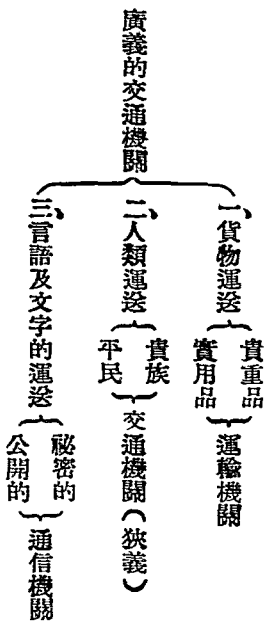 廣義的交通機關
一、貨物運送
貴重品
實用品
運輸機關
二、人類運送
貴族
平民
交通機關（狹義）
三、言語及文字的運送
祕密的
公開的
通信機關